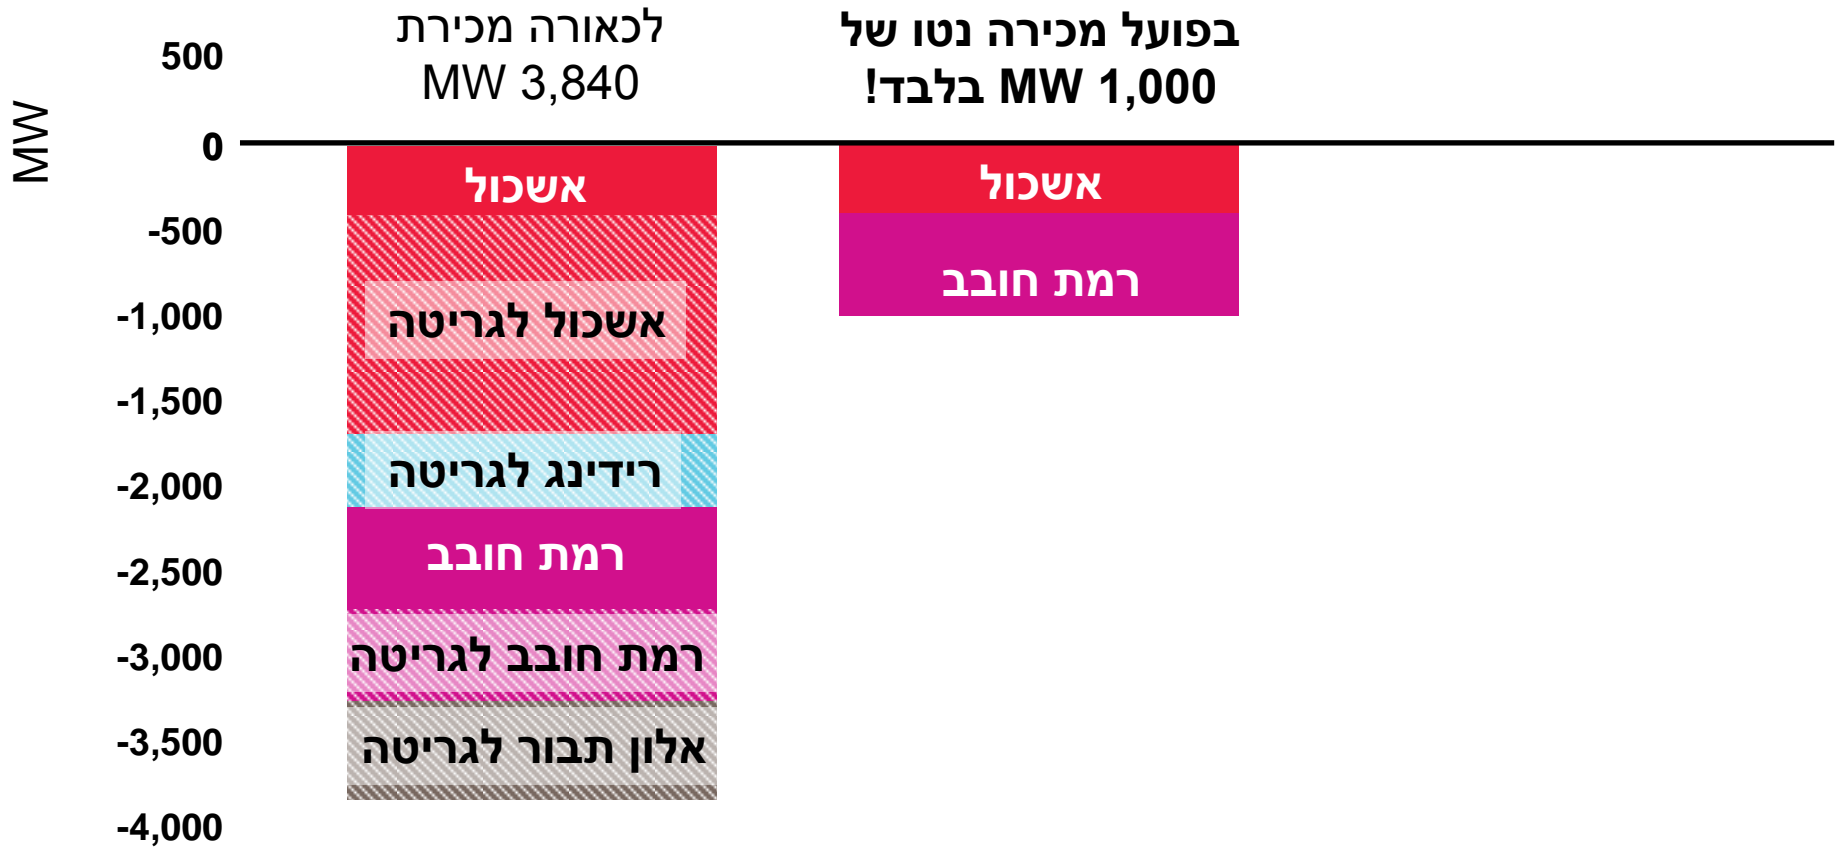 לכאורה מכירת
3,840 MW
בפועל מכירה נטו של
1,000 MW בלבד!
MW
500
0
-500
-1,000
-1,500
-2,000
-2,500
-3,000
-3,500
-4,000
אשכול
אשכול לגריטה
רידינג לגריטה
רמת חובב
רמת חובב לגריטה
אלון תבור לגריטה
אשכול
רמת חובב